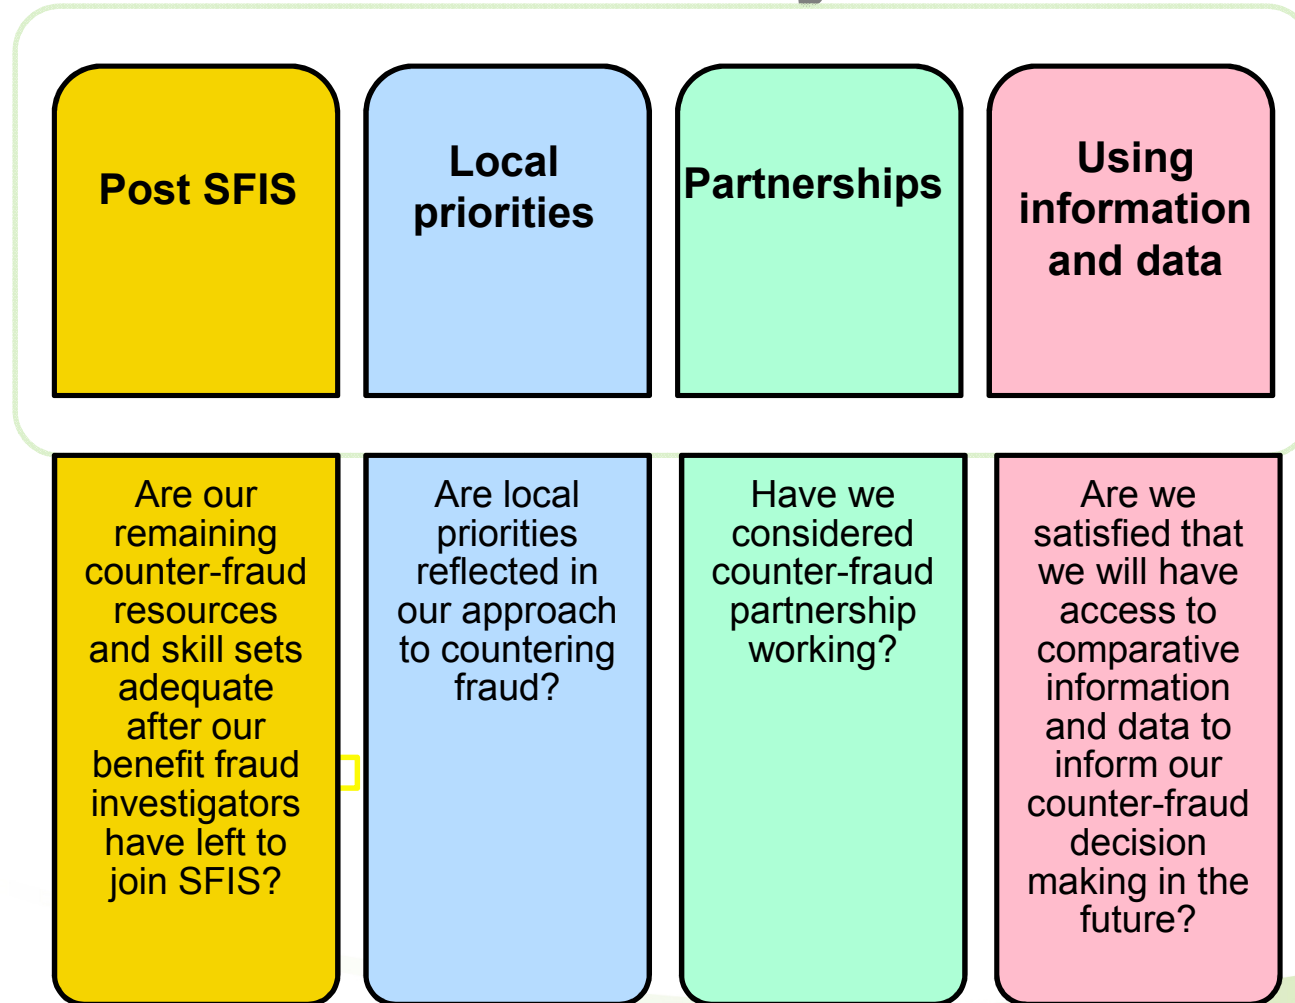 Post SFIS
Local
priorities
Partnerships
Using
information
and data
Are our
remaining
counter-fraud
resources
and skill sets
adequate
after our
benefit fraud
investigators
have left to
join SFIS?
Are local
priorities
reflected in
our approach
to countering
fraud?
Have we
considered
counter-fraud
partnership
working?
Are we
satisfied that
we will have
access to
comparative
information
and data to
inform our
counter-fraud
decision
making in the
future?